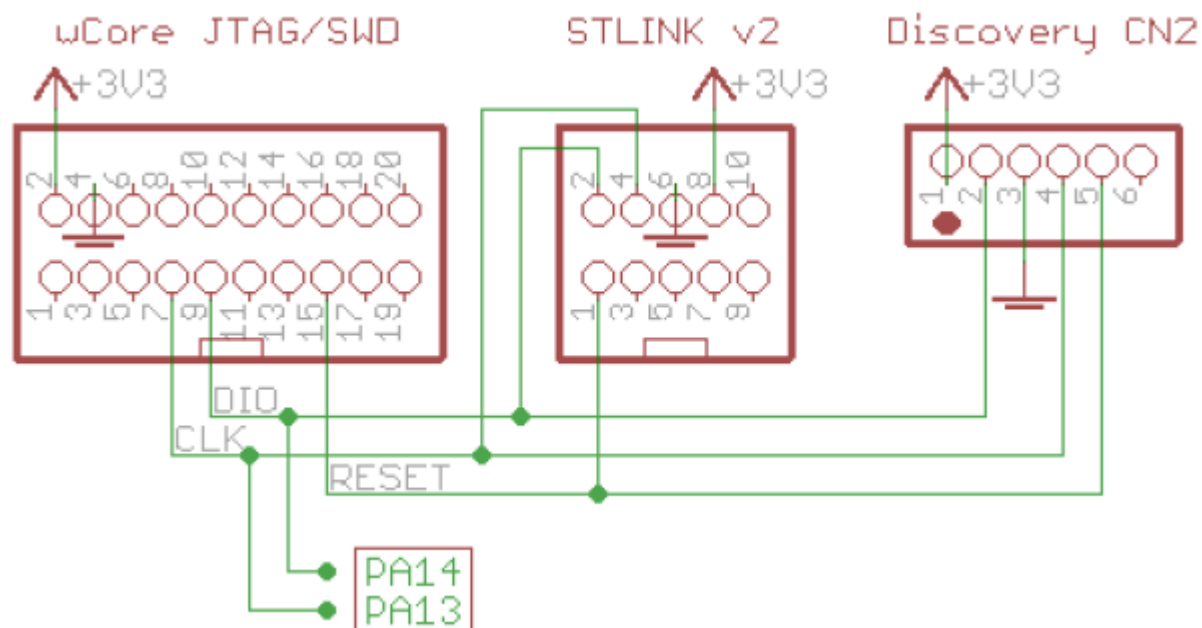 wCore JTAG/SWD
STLINK v2
Discovery CN2
+3V3
+3V3
+3V3
2 4 6 8 10 12 14 16 18 20
1 3 5 7 9 11 13 15 17 19
2 4 6 8 10
1 3 5 7 9
1 2 3 4 5 6
DIO
CLK
RESET
PA14
PA13